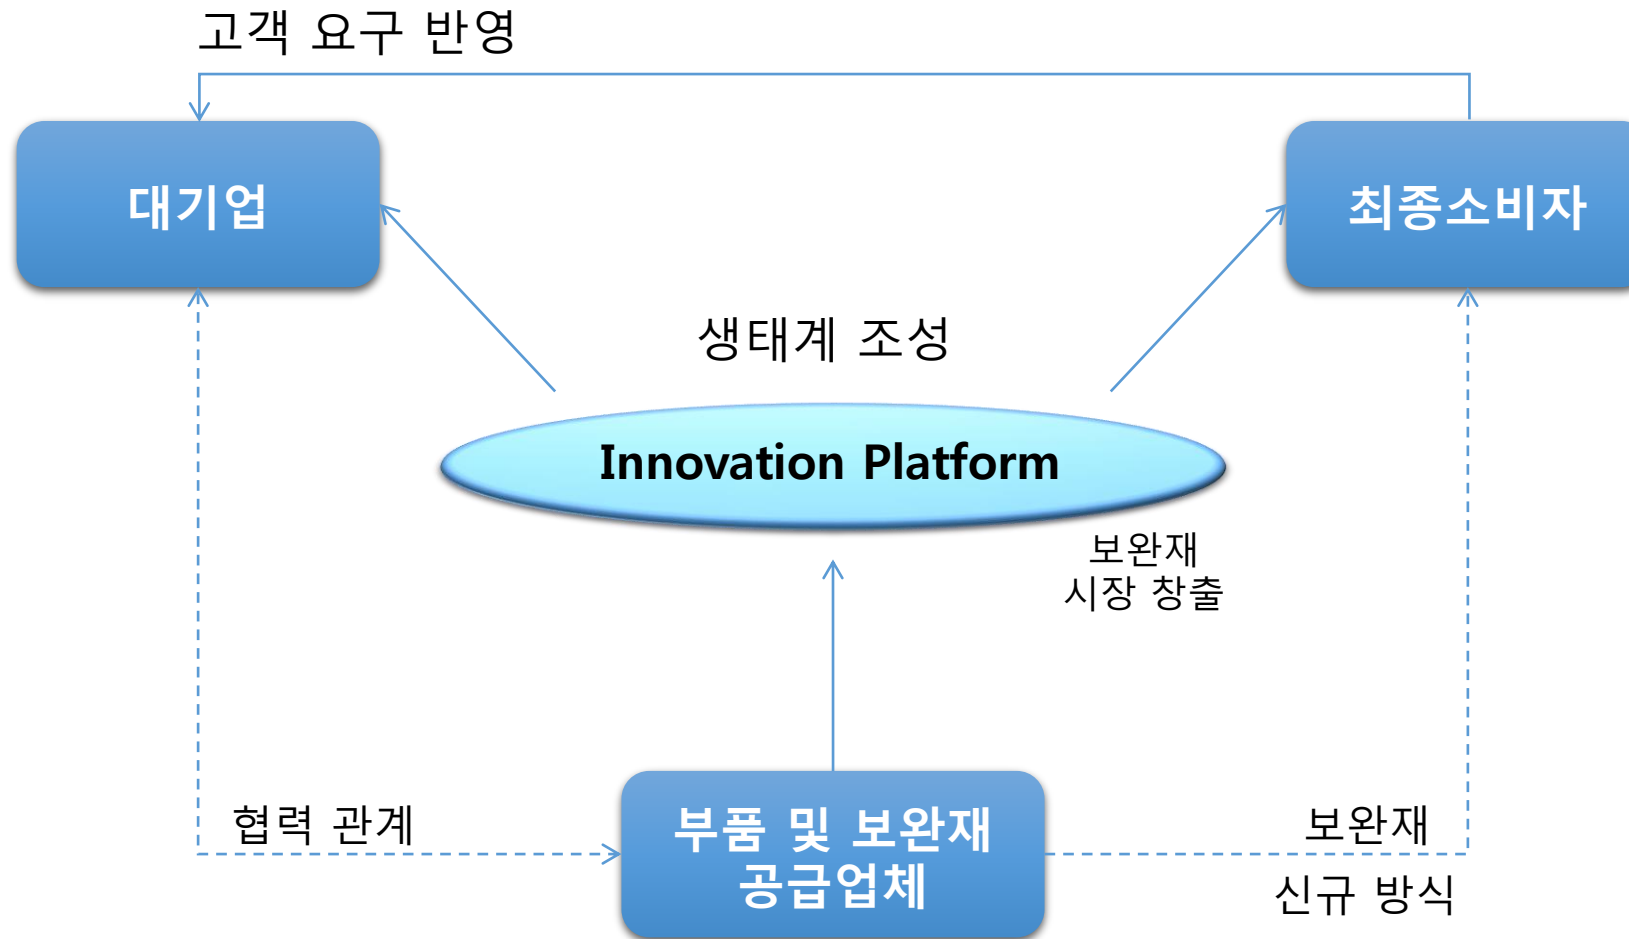 고객 요구 반영
대기업
최종소비자
생태계 조성
Innovation Platform
보완재
시장 창출
협력 관계
부품 및 보완재
공급업체
보완재
신규 방식